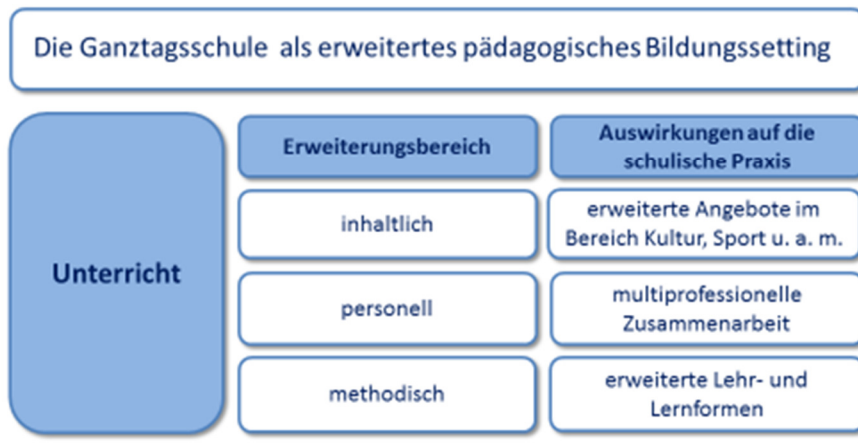 Die Ganztagsschule als erweitertes pädagogisches Bildungssetting
Unterricht
Erweiterungsbereich
Auswirkungen auf die
schulische Praxis
inhaltlich
erweiterte Angebote im
Bereich Kultur, Sport u. a. m.
personell
multiprofessionelle
Zusammenarbeit
methodisch
erweiterte Lehr- und
Lernformen